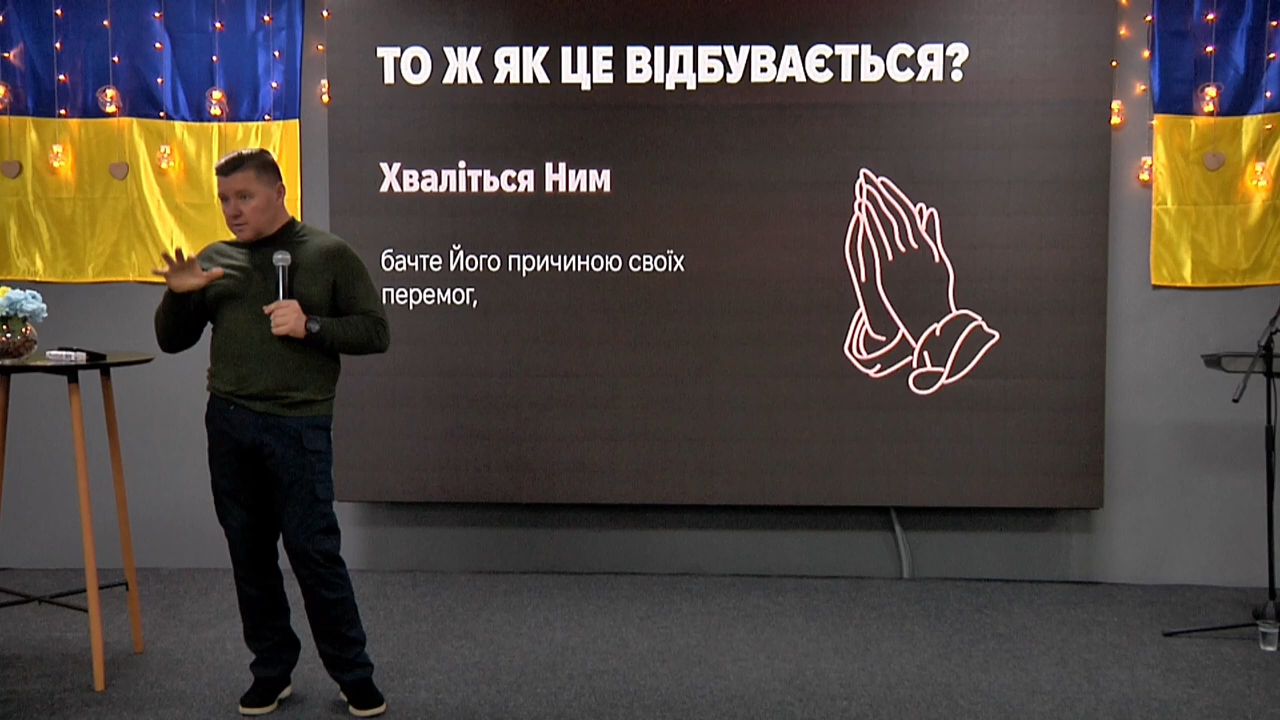 ТО Ж ЯК ЦЕ ВІДБУВАЄТЬСЯ?
Хваліться Ним
бачте Його причиною своїх
перемог,